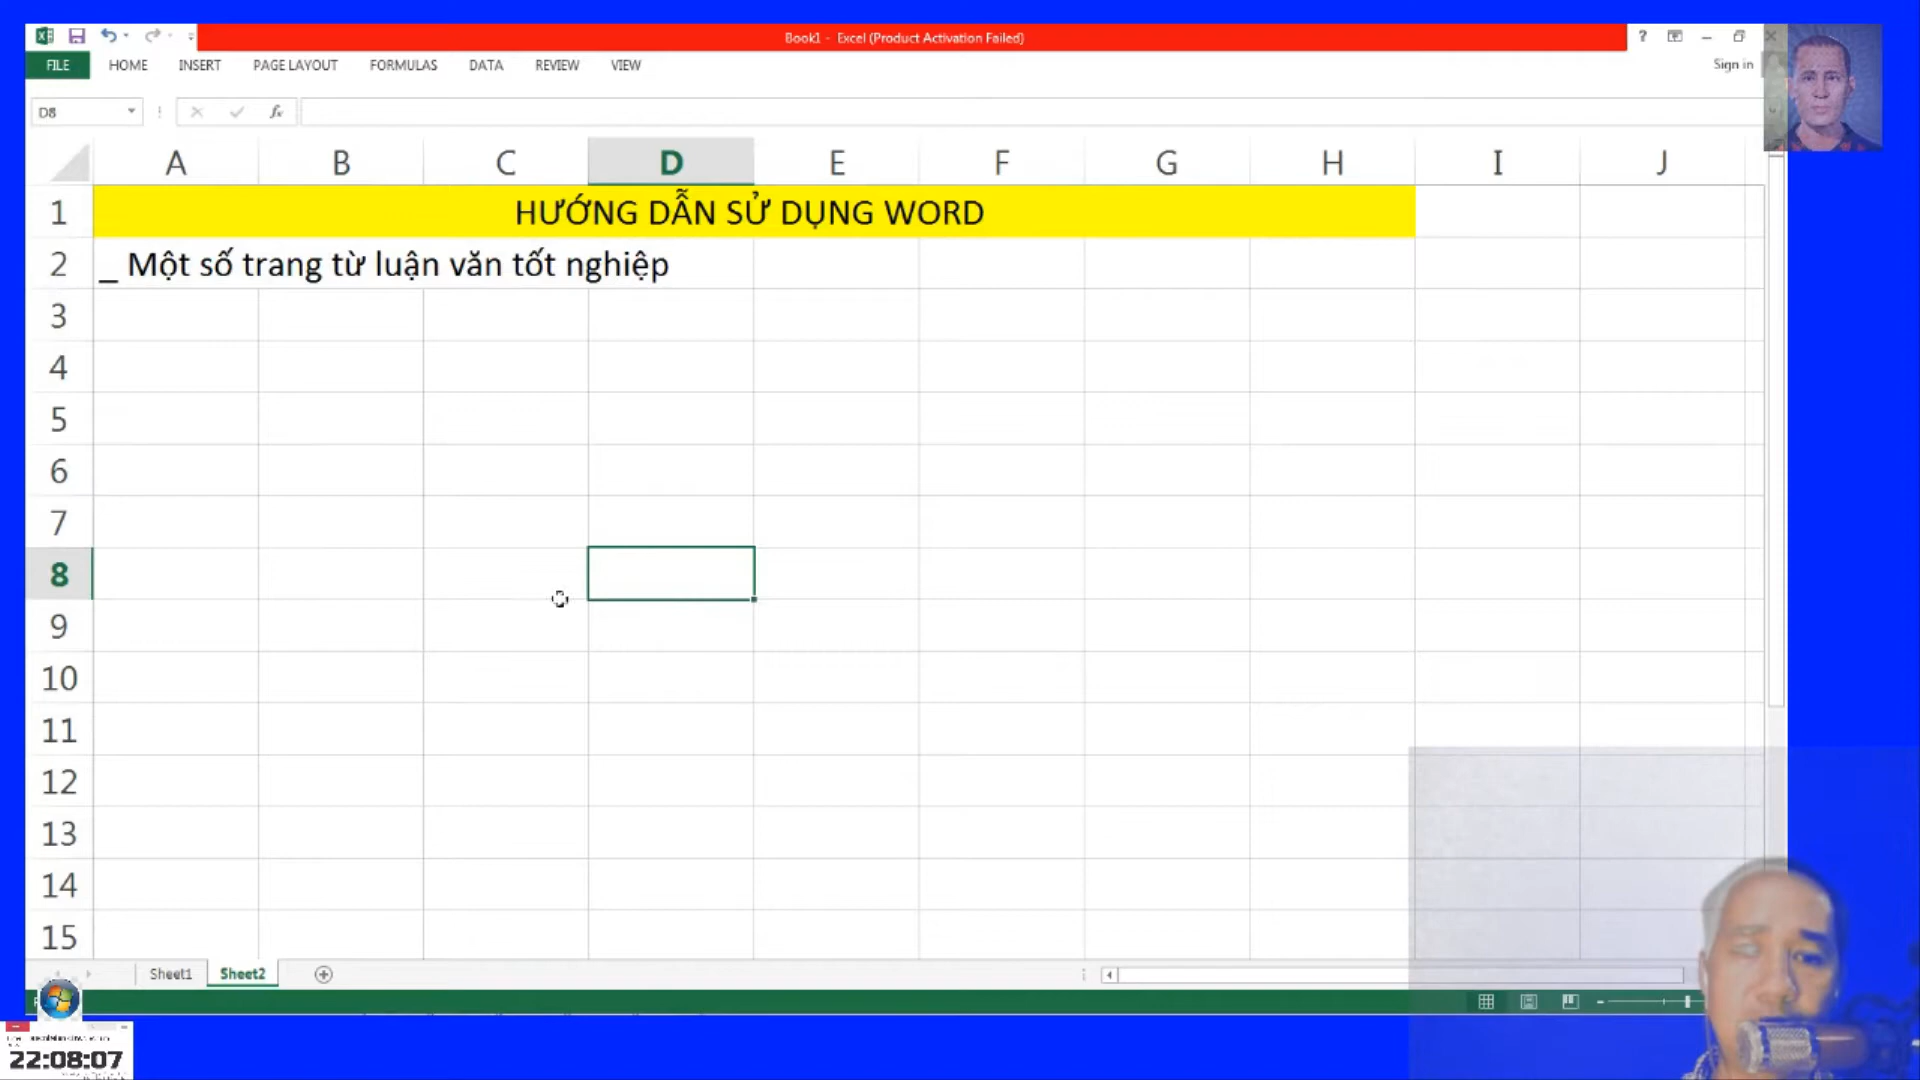 Book1 - Excel (Product Activation Failed)
?
FILE HOME INSERT PAGE LAYOUT FORMULAS DATA REVIEW VIEW
Sign in
D8
fx
A B C D E F G H I J
1 HƯỚNG DẪN SỬ DỤNG WORD
2 _ Một số trang từ luận văn tốt nghiệp
3
4
5
6
7
8
9
10
11
12
13
14
15
Sheet1 Sheet2
22:08:07